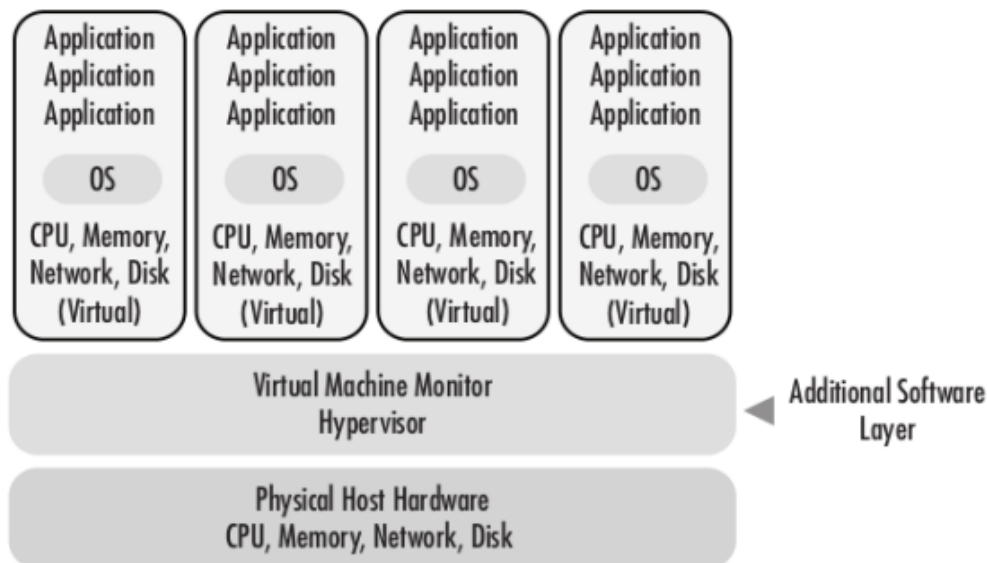 Application
Application
Application
OS
CPU, Memory,
Network, Disk
(Virtual)
Application
Application
Application
OS
CPU, Memory,
Network, Disk
(Virtual)
Application
Application
Application
OS
CPU, Memory,
Network, Disk
(Virtual)
Application
Application
Application
OS
CPU, Memory,
Network, Disk
(Virtual)
Virtual Machine Monitor
Hypervisor
Additional Software
Layer
Physical Host Hardware
CPU, Memory, Network, Disk